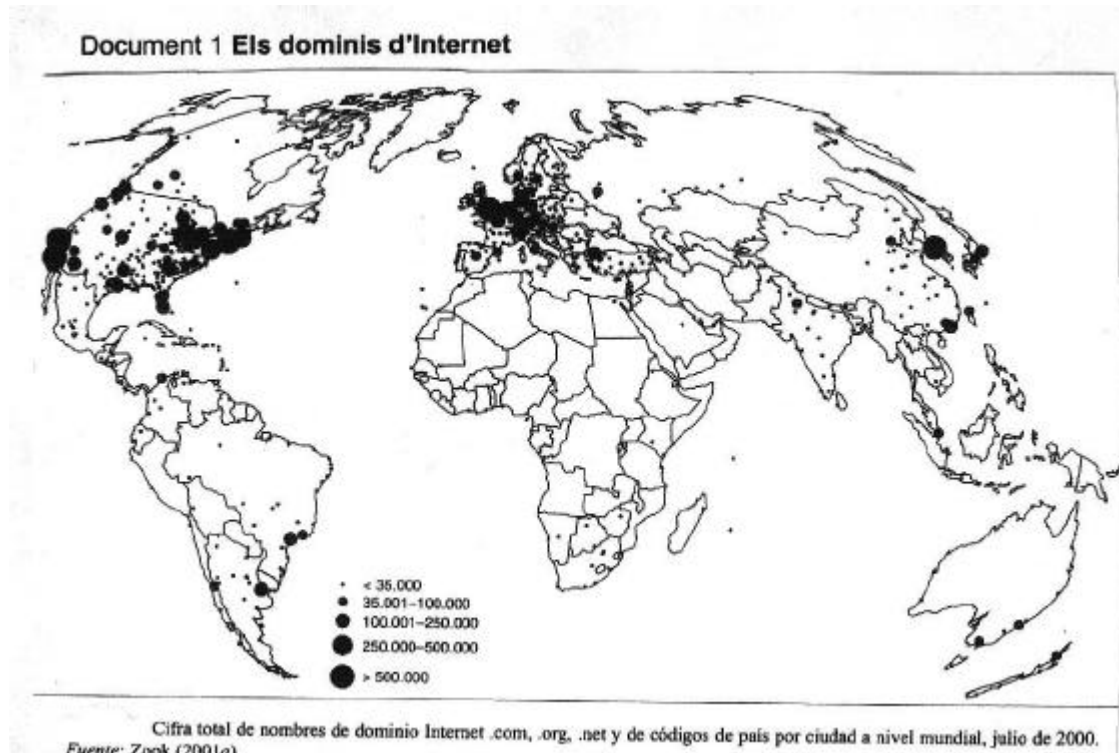 Document 1 Els dominis d'Internet
< 35.000
35.001–100.000
100.001–250.000
250.000–500.000
> 500.000
Cifra total de nombres de dominio Internet .com, .org, .net y de códigos de país por ciudad a nivel mundial, julio de 2000.
Fuente: Zook (2001a)